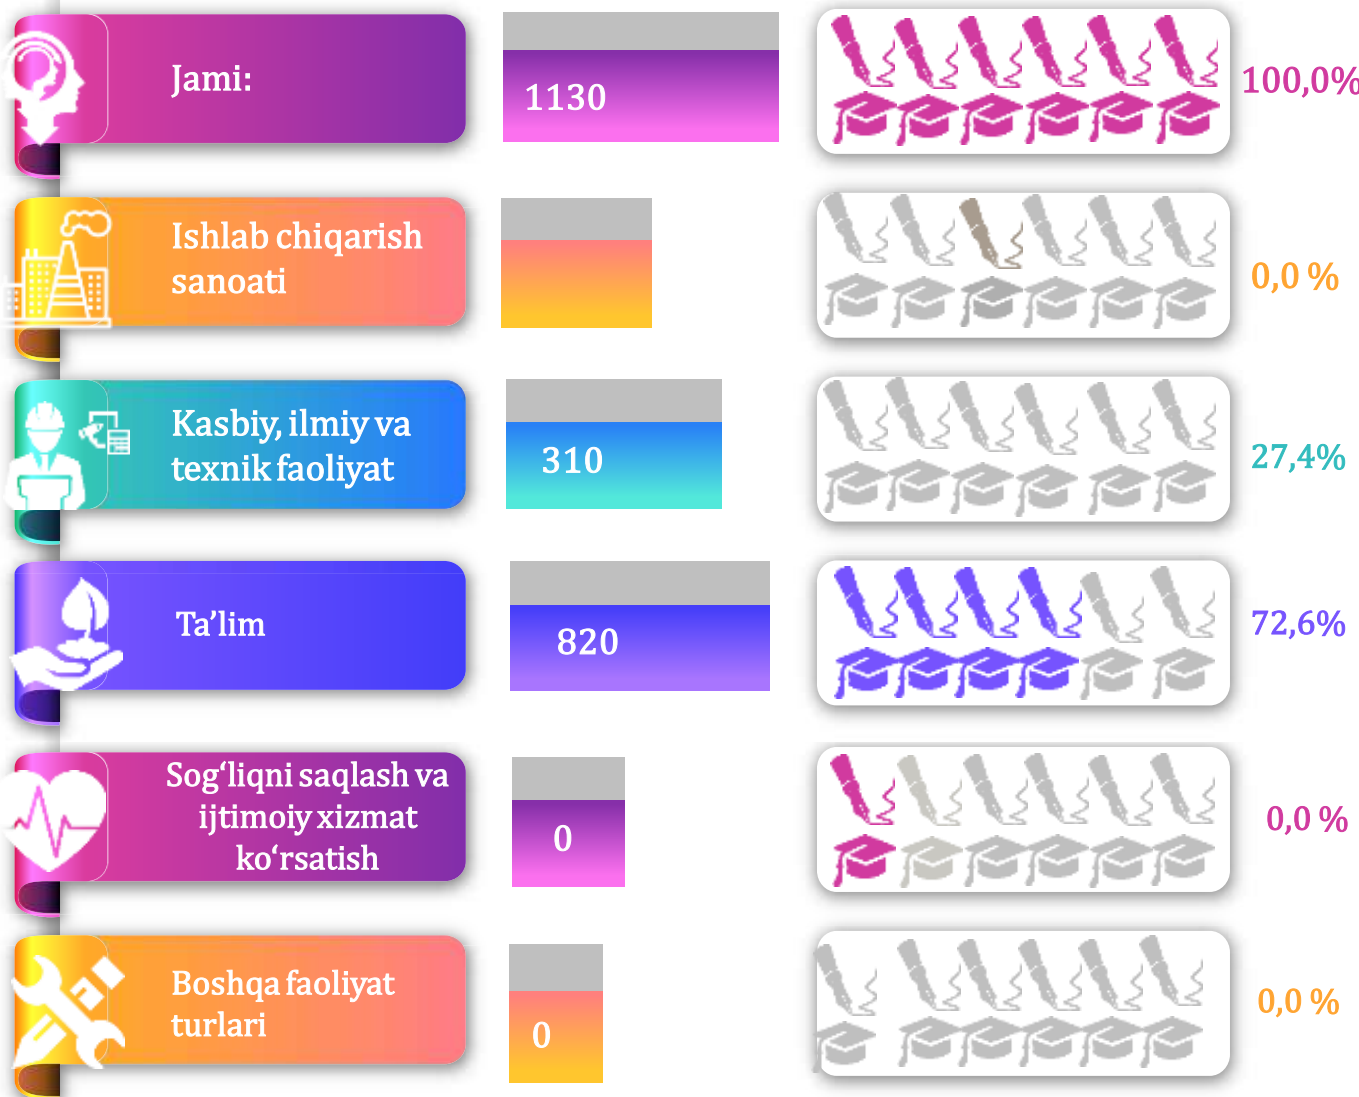 Jami:
1130
100,0%
Ishlab chiqarish
sanoati
0,0 %
Kasbiy, ilmiy va
texnik faoliyat
310
27,4%
Ta’lim
820
72,6%
Sog‘liqni saqlash va
ijtimoiy xizmat
ko‘rsatish
0
0,0 %
Boshqa faoliyat
turlari
0
0,0 %